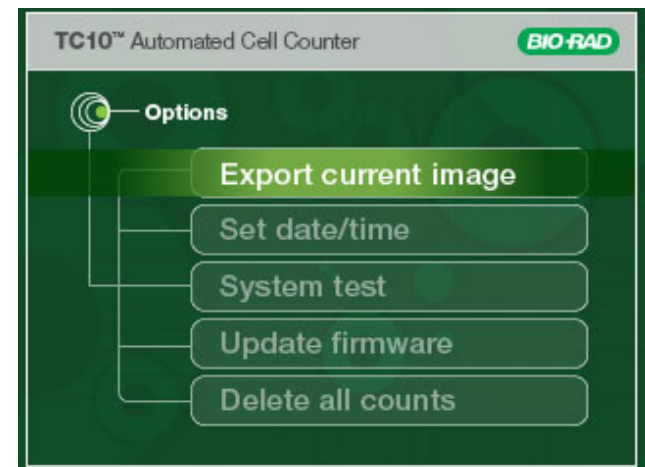 TC10™ Automated Cell Counter BIO-RAD
Options
Export current image
Set date/time
System test
Update firmware
Delete all counts